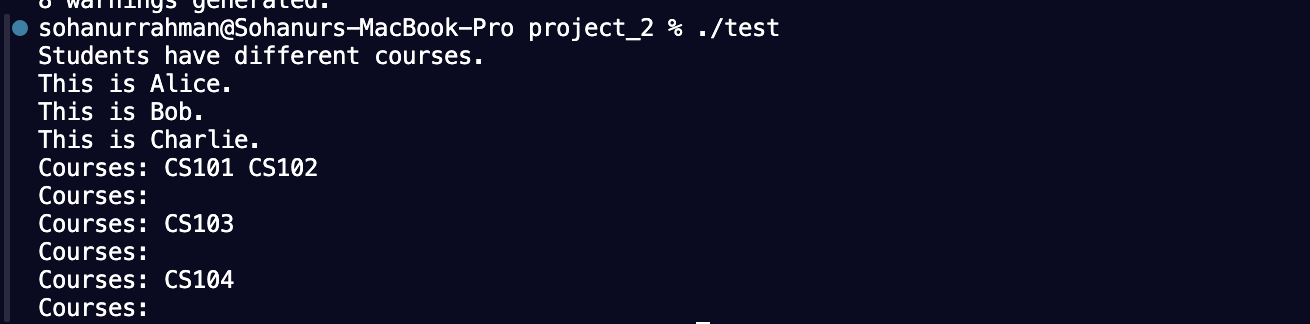 8 warnings generated.
sohanurrahman@Sohanurs-MacBook-Pro project_2 % ./test
Students have different courses.
This is Alice.
This is Bob.
This is Charlie.
Courses: CS101 CS102
Courses:
Courses: CS103
Courses:
Courses: CS104
Courses: